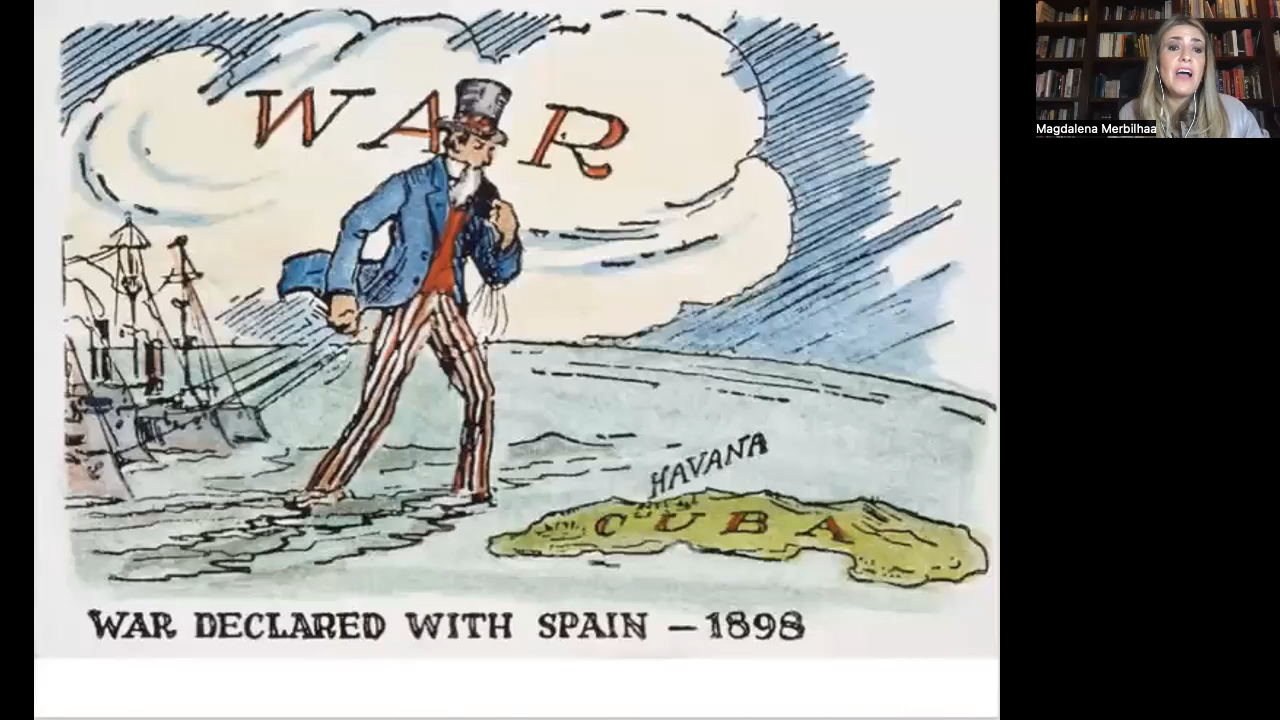 WAR
HAVANA
CUBA
WAR DECLARED WITH SPAIN — 1898
Magdalena Merbilhaa